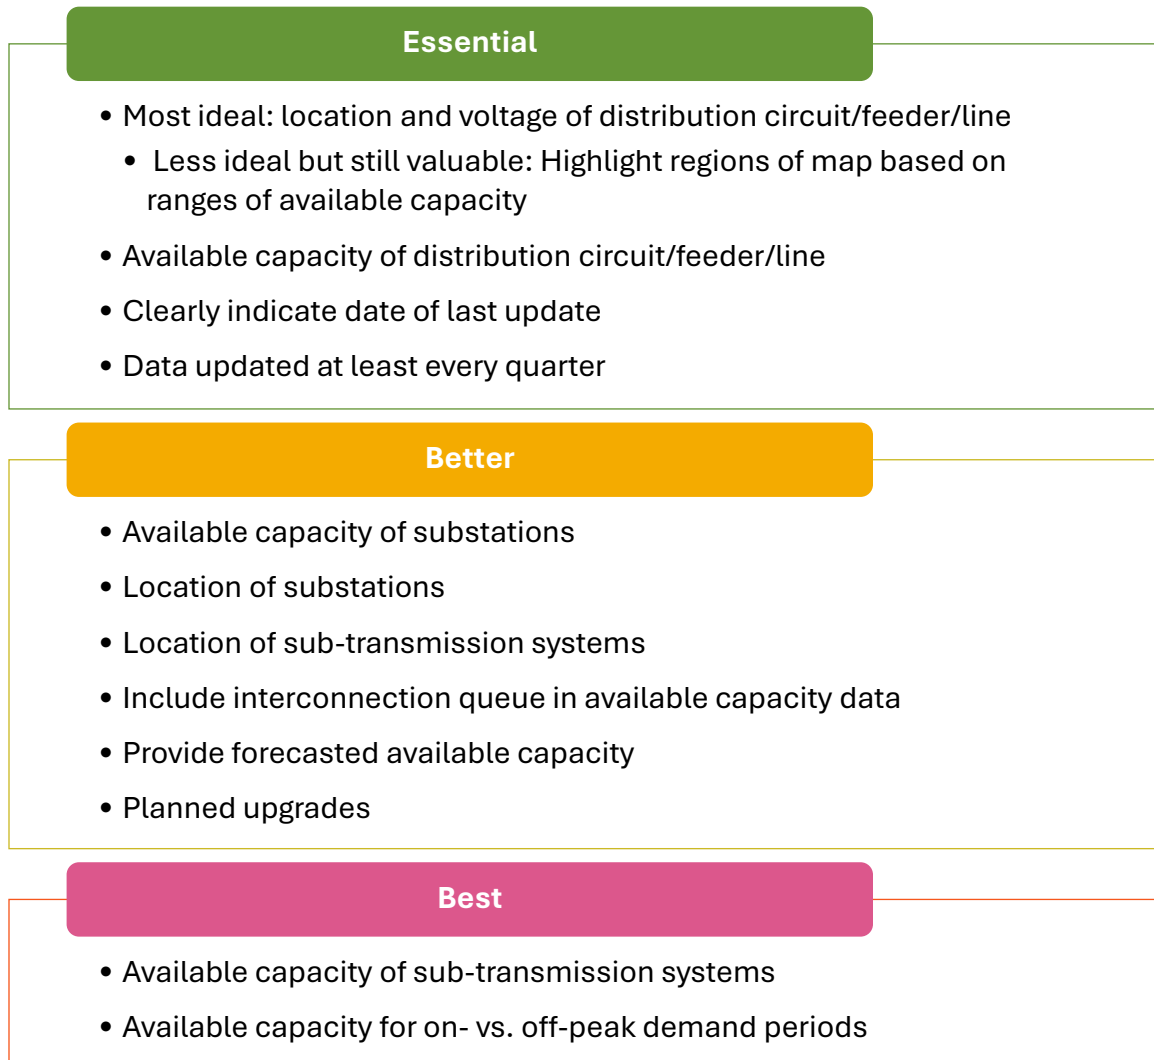 Essential
• Most ideal: location and voltage of distribution circuit/feeder/line
• Less ideal but still valuable: Highlight regions of map based on
ranges of available capacity
• Available capacity of distribution circuit/feeder/line
• Clearly indicate date of last update
• Data updated at least every quarter
Better
• Available capacity of substations
• Location of substations
• Location of sub-transmission systems
• Include interconnection queue in available capacity data
• Provide forecasted available capacity
• Planned upgrades
Best
• Available capacity of sub-transmission systems
• Available capacity for on- vs. off-peak demand periods